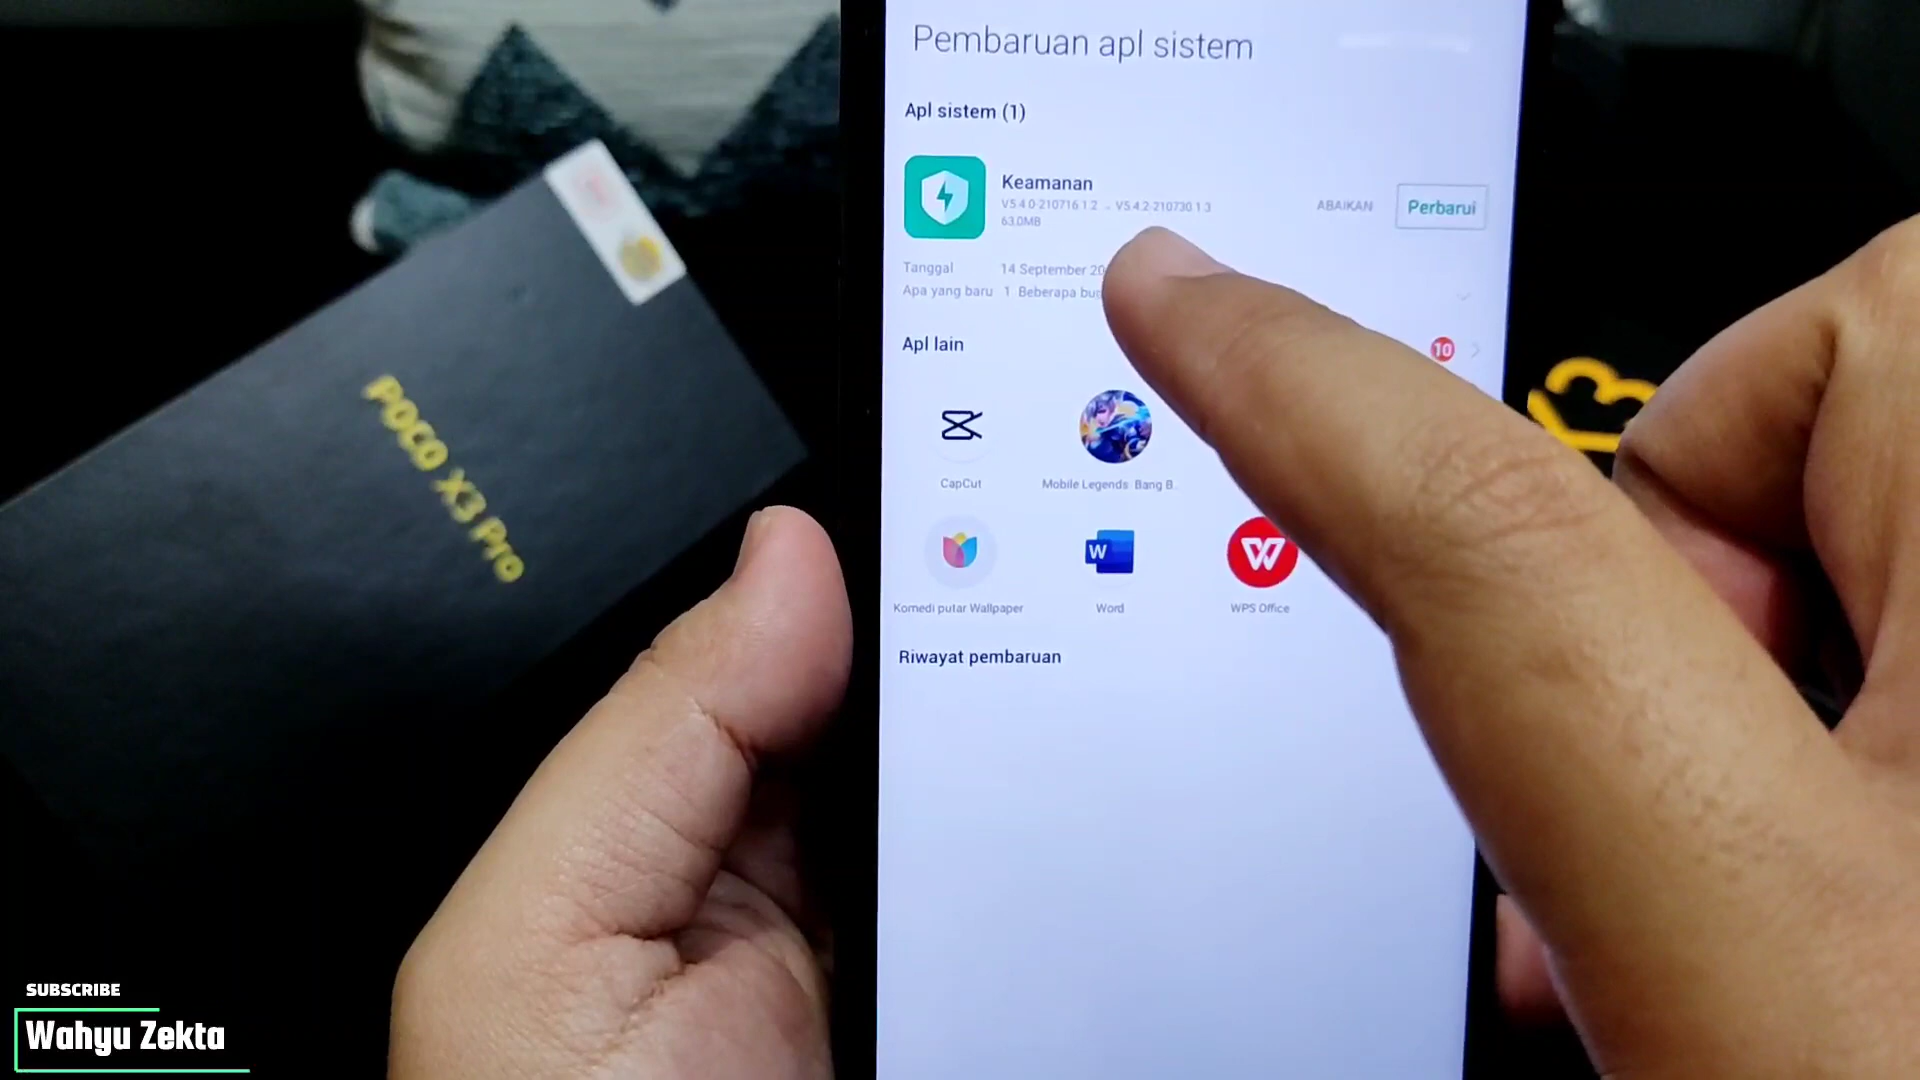 Pembaruan apl sistem
Apl sistem (1)
Keamanan
V5.4.0-210716.1.2 - V5.4.2-210730.1.3
63.0MB
ABAIKAN
Perbarui
Tanggal 14 September 20
Apa yang baru 1. Beberapa bug
Apl lain
10
CapCut
Mobile Legends: Bang B...
Komedi putar Wallpaper
W
Word
WPS Office
Riwayat pembaruan
POCO X3 Pro
X3
SUBSCRIBE
Wahyu Zekta